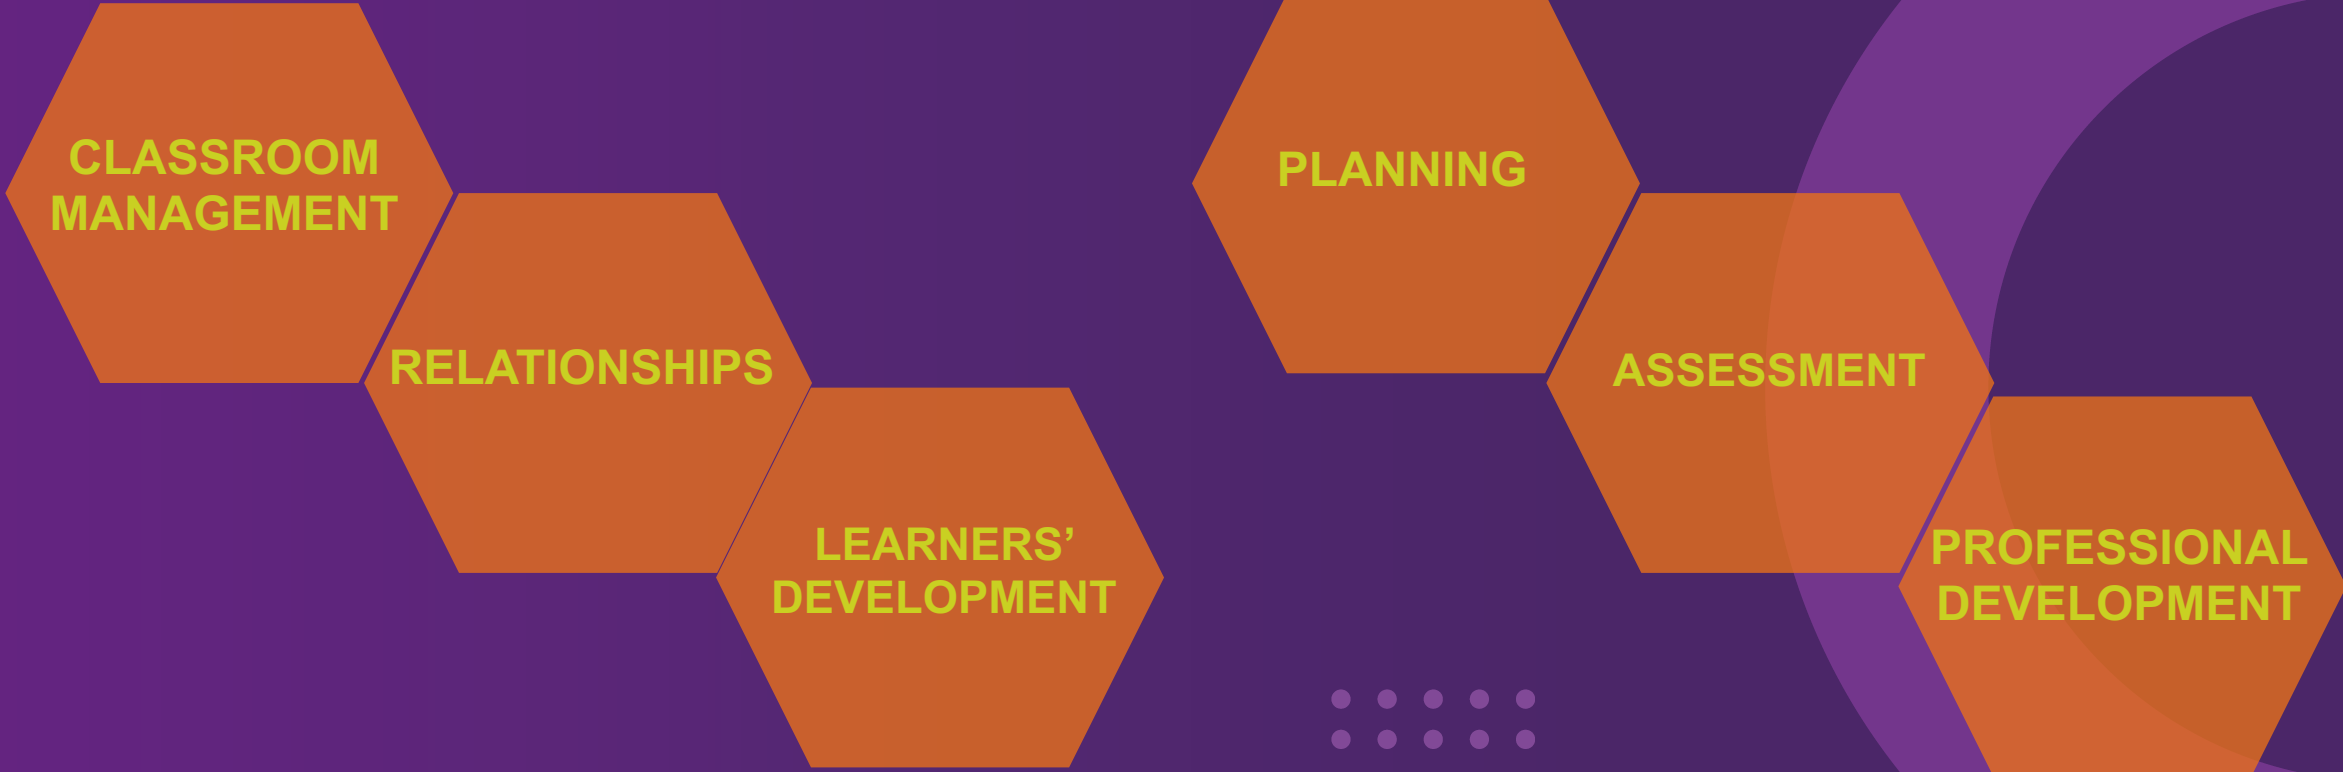 CLASSROOM
MANAGEMENT
RELATIONSHIPS
LEARNERS’
DEVELOPMENT
PLANNING
ASSESSMENT
PROFESSIONAL
DEVELOPMENT